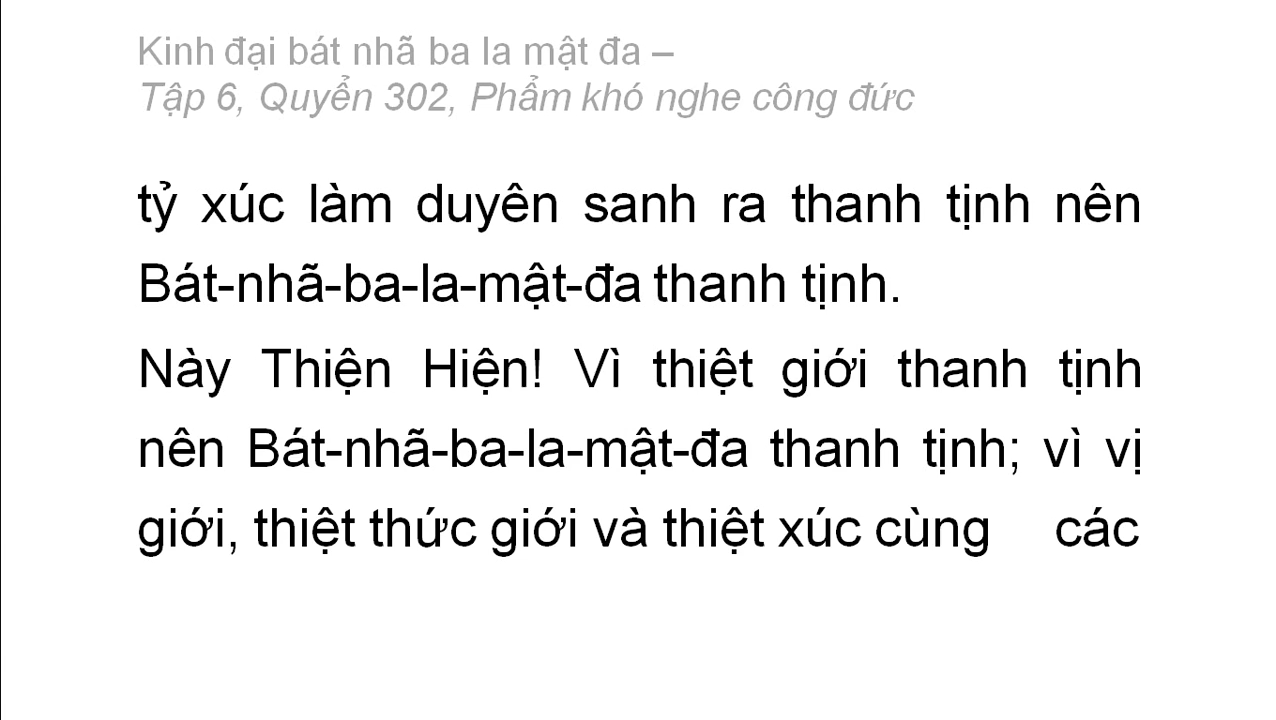 Kinh đại bát nhã ba la mật đa –
Tập 6, Quyển 302, Phẩm khó nghe công đức
tỷ xúc làm duyên sanh ra thanh tịnh nên
Bát-nhã-ba-la-mật-đa thanh tịnh.
Này Thiện Hiện! Vì thiệt giới thanh tịnh
nên Bát-nhã-ba-la-mật-đa thanh tịnh; vì vị
giới, thiệt thức giới và thiệt xúc cùng các